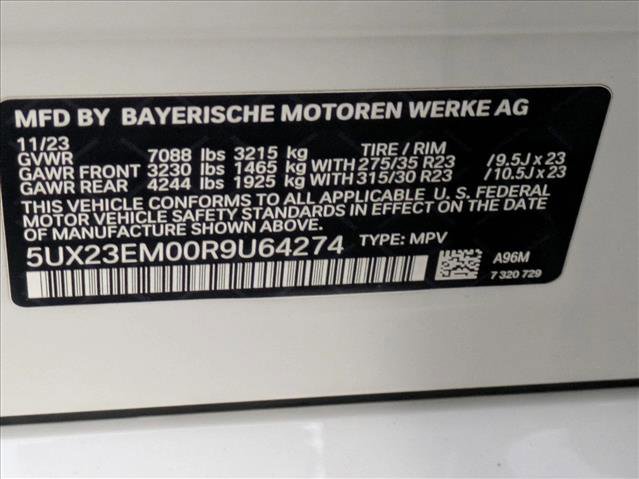 MFD BY BAYERISCHE MOTOREN WERKE AG
11/23 TIRE / RIM
GVWR 7088 lbs 3215 kg
GAWR FRONT 3230 lbs 1465 kg WITH 275/35 R23 /9.5J x 23
GAWR REAR 4244 lbs 1925 kg WITH 315/30 R23 /10.5J x 23
THIS VEHICLE CONFORMS TO ALL APPLICABLE U. S. FEDERAL
MOTOR VEHICLE SAFETY STANDARDS IN EFFECT ON THE DATE
OF MANUFACTURE SHOWN ABOVE.
5UX23EM00R9U64274 TYPE: MPV
A96M
7 320 729